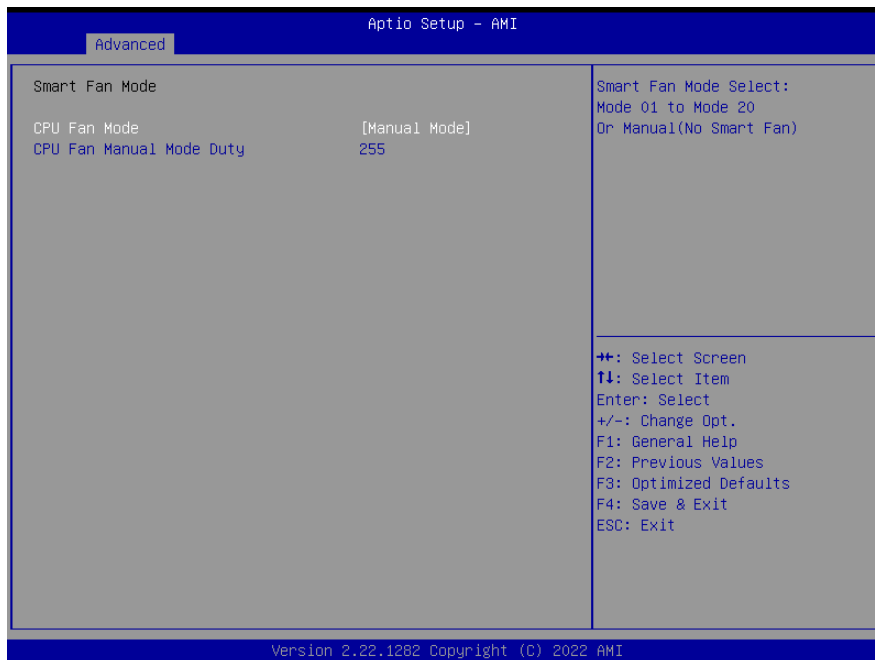 Aptio Setup – AMI
Advanced
Smart Fan Mode
CPU Fan Mode [Manual Mode]
CPU Fan Manual Mode Duty 255
Smart Fan Mode Select:
Mode 01 to Mode 20
Or Manual(No Smart Fan)
→←: Select Screen
↑↓: Select Item
Enter: Select
+/-: Change Opt.
F1: General Help
F2: Previous Values
F3: Optimized Defaults
F4: Save & Exit
ESC: Exit
Version 2.22.1282 Copyright (C) 2022 AMI